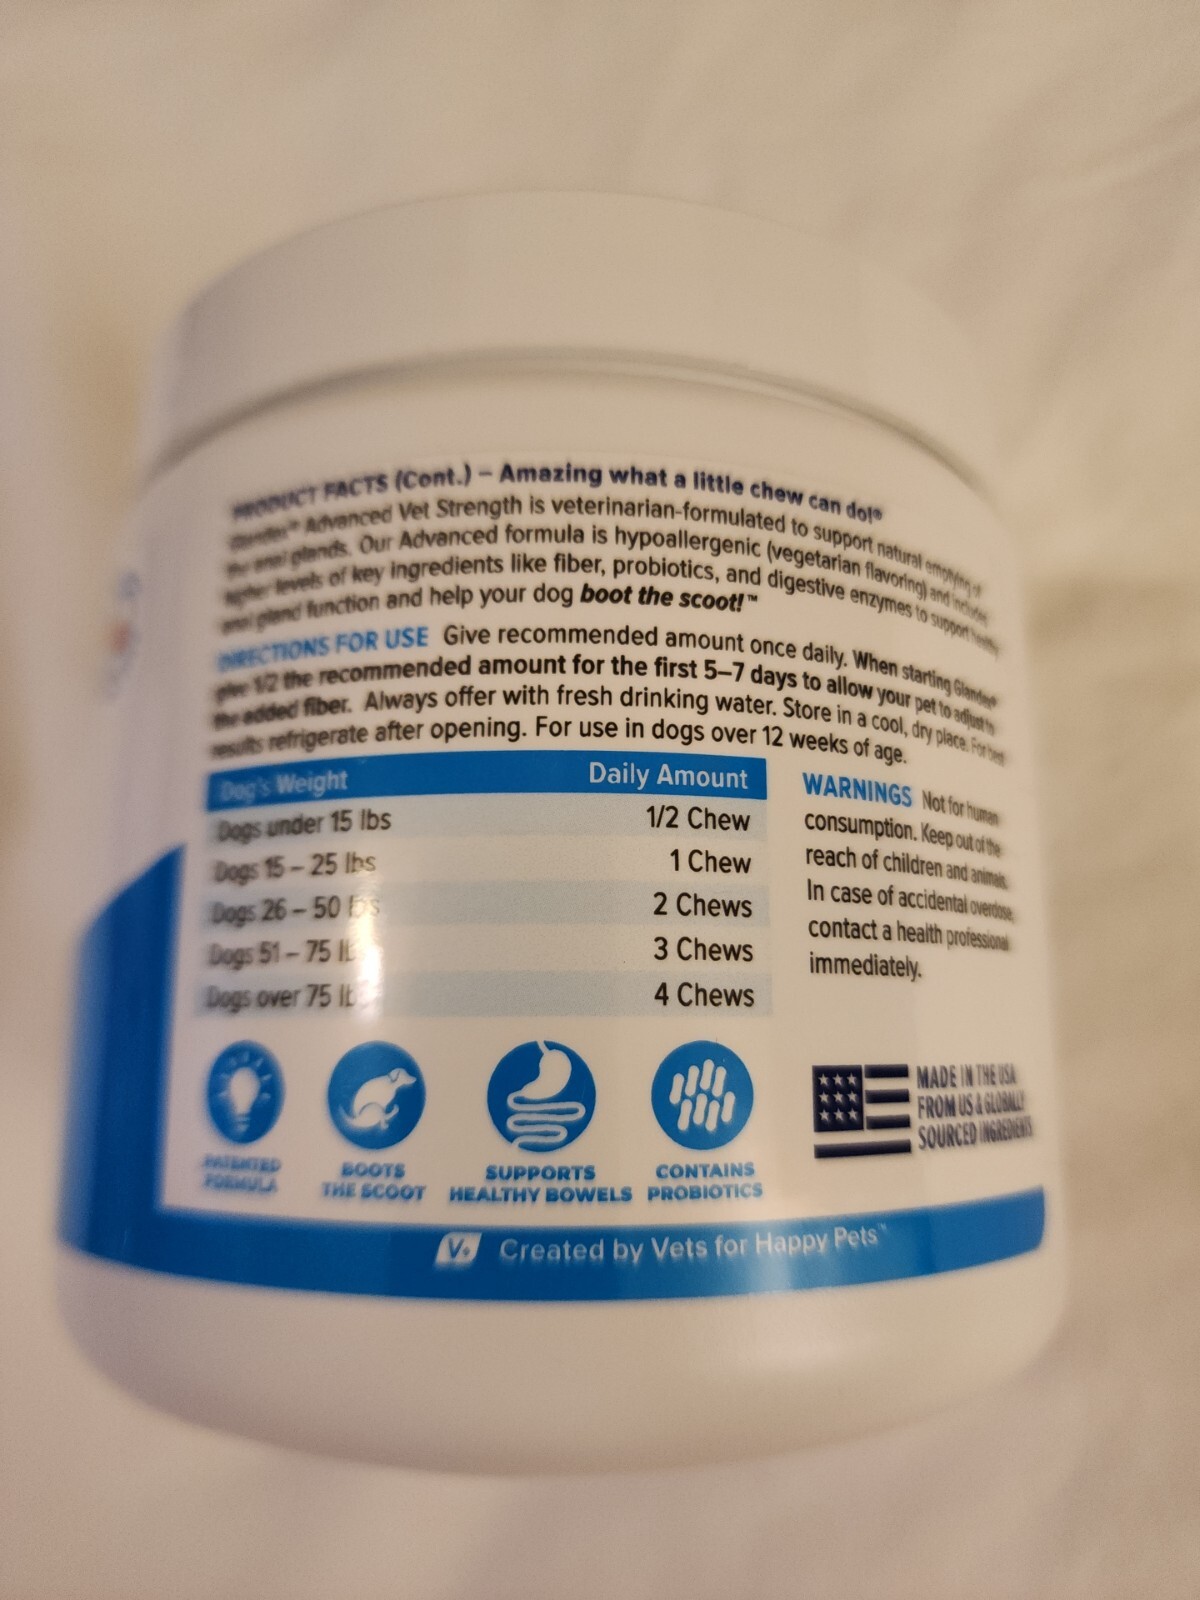 PRODUCT FACTS (Cont.) – Amazing what a little chew can do!®
Glandex™ Advanced Vet Strength is veterinarian-formulated to support natural emptying of
the anal glands. Our Advanced formula is hypoallergenic (vegetarian flavoring) and includes
higher levels of key ingredients like fiber, probiotics, and digestive enzymes to support healthy
anal gland function and help your dog boot the scoot!™
DIRECTIONS FOR USE Give recommended amount once daily. When starting Glandex®
give 1/2 the recommended amount for the first 5–7 days to allow your pet to adjust to
the added fiber. Always offer with fresh drinking water. Store in a cool, dry place. For best
results refrigerate after opening. For use in dogs over 12 weeks of age.
Dog's Weight Daily Amount
Dogs under 15 lbs 1/2 Chew
Dogs 15 – 25 lbs 1 Chew
Dogs 26 – 50 lbs 2 Chews
Dogs 51 – 75 lbs 3 Chews
Dogs over 75 lbs 4 Chews
WARNINGS Not for human
consumption. Keep out of the
reach of children and animals.
In case of accidental overdose,
contact a health professional
immediately.
PATENTED
FORMULA
BOOTS
THE SCOOT
SUPPORTS
HEALTHY BOWELS
CONTAINS
PROBIOTICS
MADE IN THE USA
FROM US & GLOBALLY
SOURCED INGREDIENTS
V+ Created by Vets for Happy Pets™